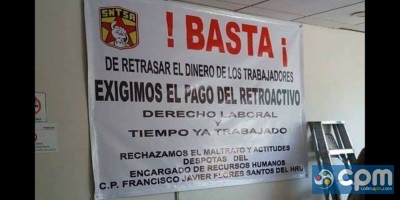 SNTSA
! BASTA ¡
DE RETRASAR EL DINERO DE LOS TRABAJADORES
EXIGIMOS EL PAGO DEL RETROACTIVO
DERECHO LABORAL
Y
TIEMPO YA TRABAJADO
RECHAZAMOS EL MALTRATO Y ACTITUDES
DESPOTAS DEL
ENCARGADO DE RECURSOS HUMANOS
C.P. FRANCISCO JAVIER FLORES SANTOS DEL HRU
cpm